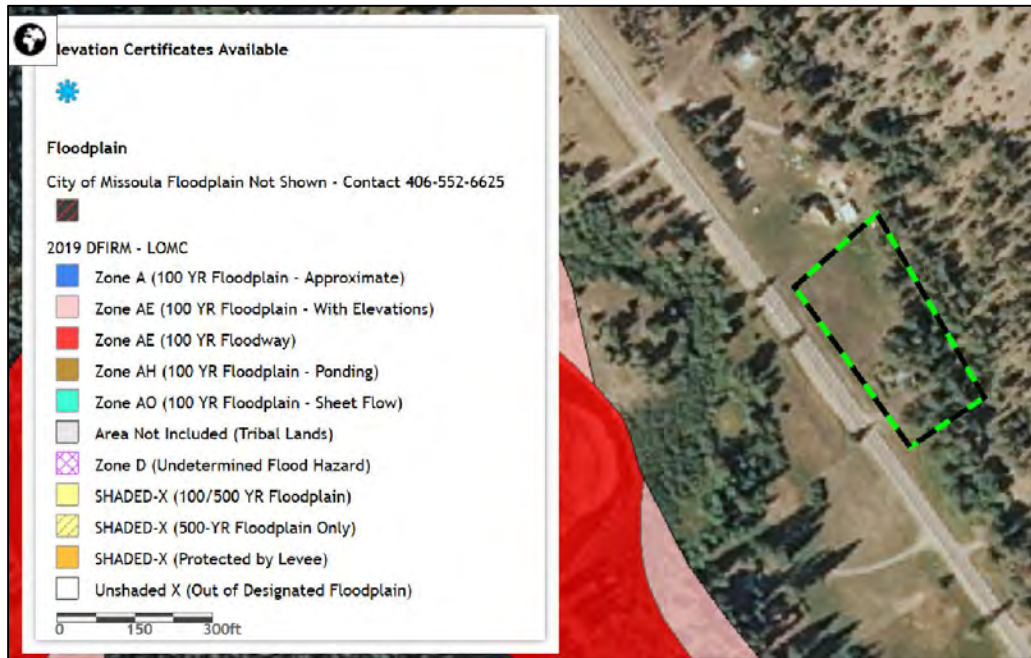 levation Certificates Available
Floodplain
City of Missoula Floodplain Not Shown - Contact 406-552-6625
2019 DFIRM - LOMC
Zone A (100 YR Floodplain - Approximate)
Zone AE (100 YR Floodplain - With Elevations)
Zone AE (100 YR Floodway)
Zone AH (100 YR Floodplain - Ponding)
Zone AO (100 YR Floodplain - Sheet Flow)
Area Not Included (Tribal Lands)
Zone D (Undetermined Flood Hazard)
SHADED-X (100/500 YR Floodplain)
SHADED-X (500-YR Floodplain Only)
SHADED-X (Protected by Levee)
Unshaded X (Out of Designated Floodplain)
0 150 300ft